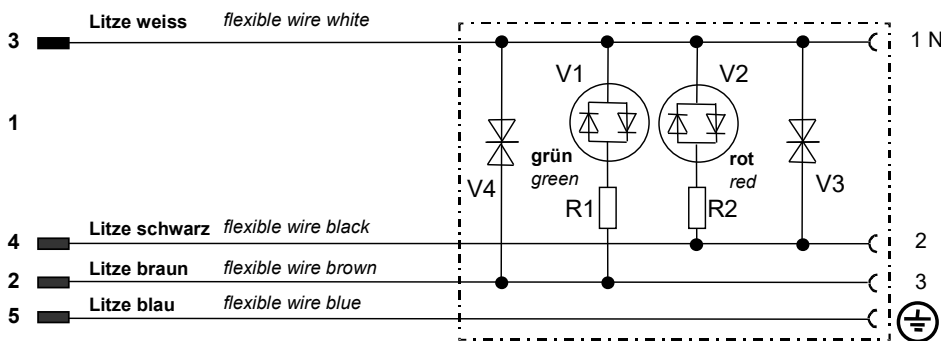 Litze weiss flexible wire white
3 1 N
V1 V2
1
grün rot
green red
V4 V3
R1 R2
Litze schwarz flexible wire black
4 2
Litze braun flexible wire brown
2 3
Litze blau flexible wire blue
5